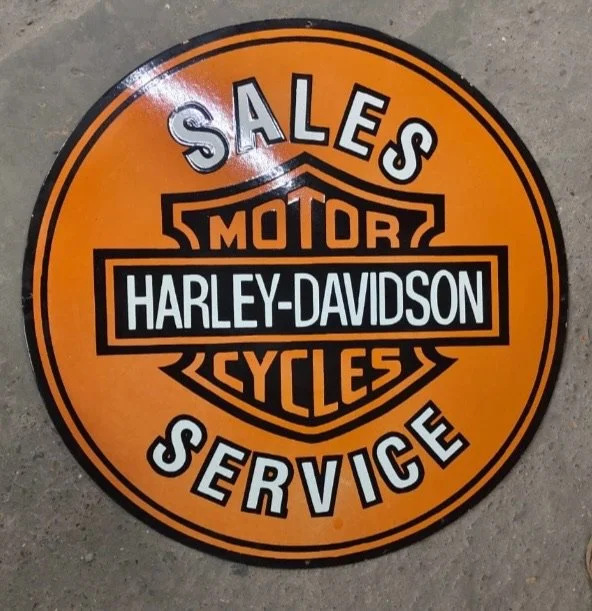 SALES
MOTOR
HARLEY-DAVIDSON
CYCLES
SERVICE